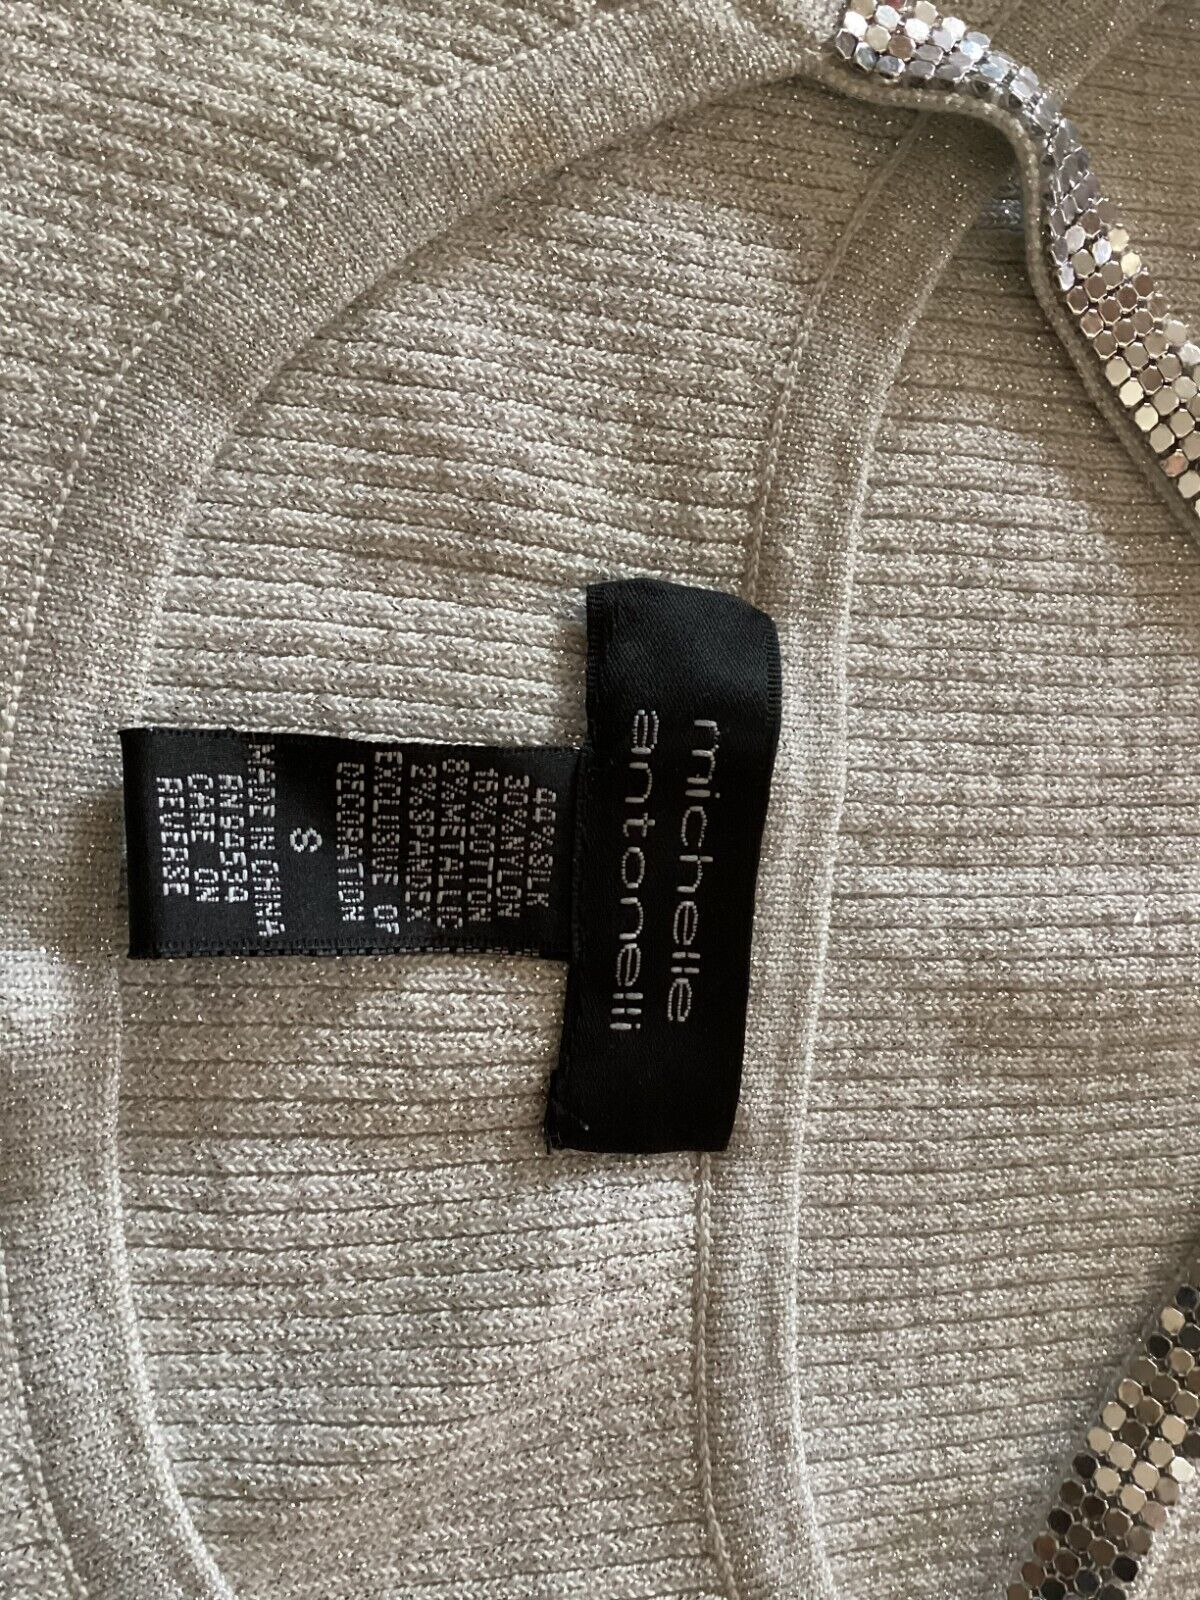 michelle
antonelli
44%SILK
30%NYLON
16%COTTON
8%METALLIC
2%SPANDEX
EXCLUSIVE OF
DECORATION
S
MADE IN CHINA
RN94534
CARE ON
REVERSE